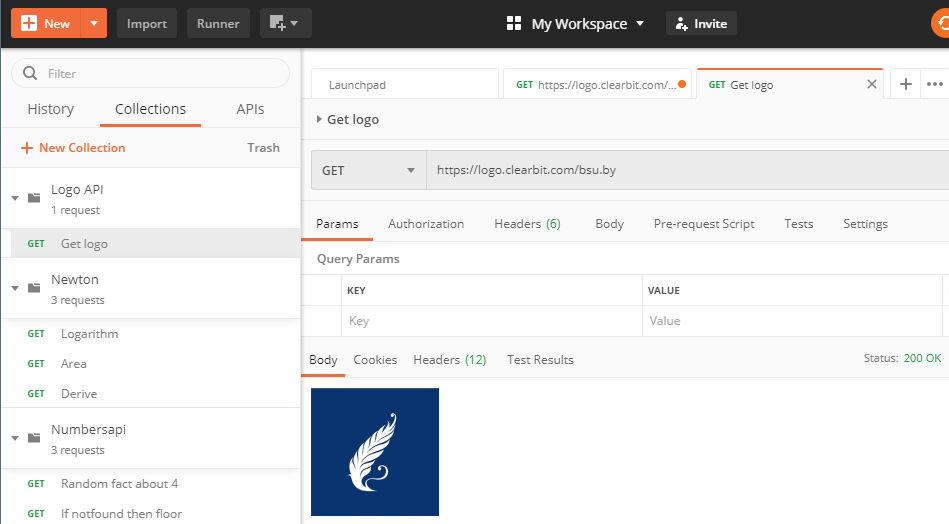 New Import Runner My Workspace Invite
Filter
History Collections APIs
+ New Collection Trash
Logo API
1 request
GET Get logo
Newton
3 requests
GET Logarithm
GET Area
GET Derive
Numbersapi
3 requests
GET Random fact about 4
GET If notfound then floor
Launchpad GET https://logo.clearbit.com/... GET Get logo
Get logo
GET https://logo.clearbit.com/bsu.by
Params Authorization Headers (6) Body Pre-request Script Tests Settings
Query Params
KEY VALUE
Key Value
Body Cookies Headers (12) Test Results Status: 200 OK